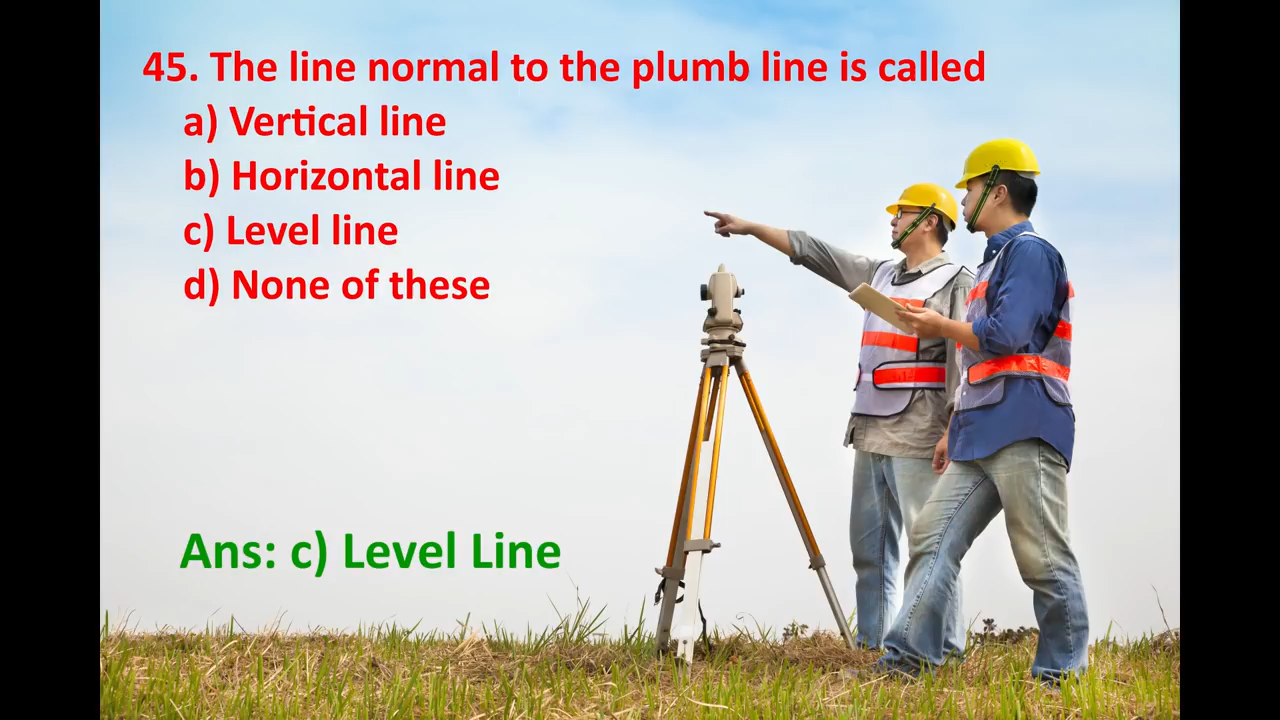 45. The line normal to the plumb line is called
a) Vertical line
b) Horizontal line
c) Level line
d) None of these
Ans: c) Level Line